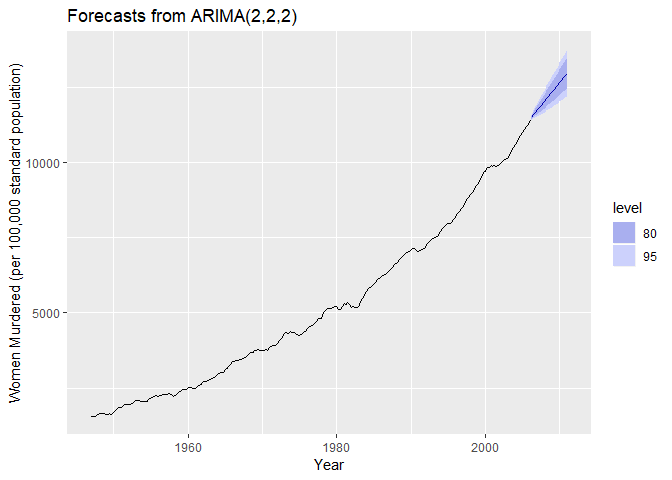 Forecasts from ARIMA(2,2,2)
Women Murdered (per 100,000 standard population)
10000
5000
1960
1980
2000
Year
level
80
95